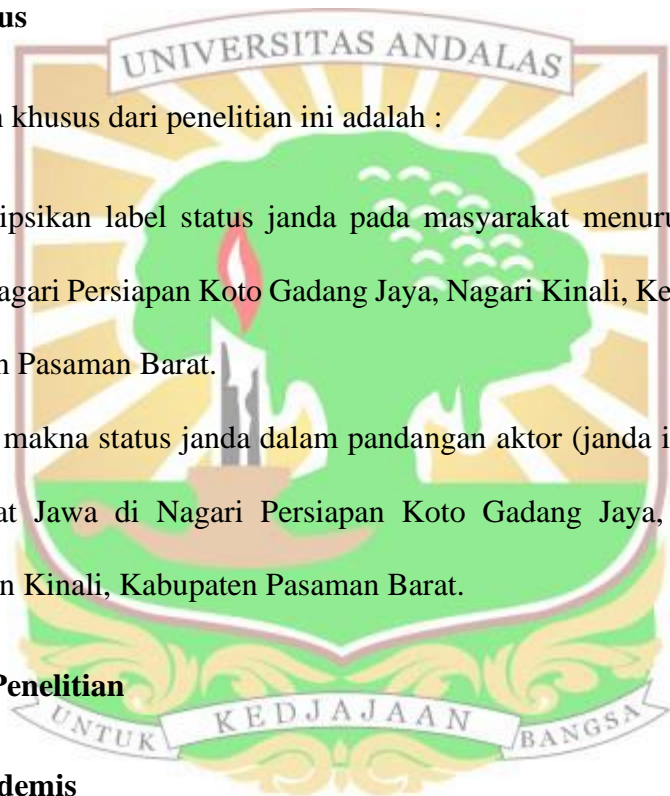 us
UNIVERSITAS ANDALAS
khusus dari penelitian ini adalah :
ipsikan label status janda pada masyarakat
agari Persiapan Koto Gadang Jaya, Nagari Kinali,
Pasaman Barat.
makna status janda dalam pandangan aktor (janda
at Jawa di Nagari Persiapan Koto Gadang Jaya,
n Kinali, Kabupaten Pasaman Barat.
Penelitian
UNTUK KEDJAJAAN BANGSA
demis